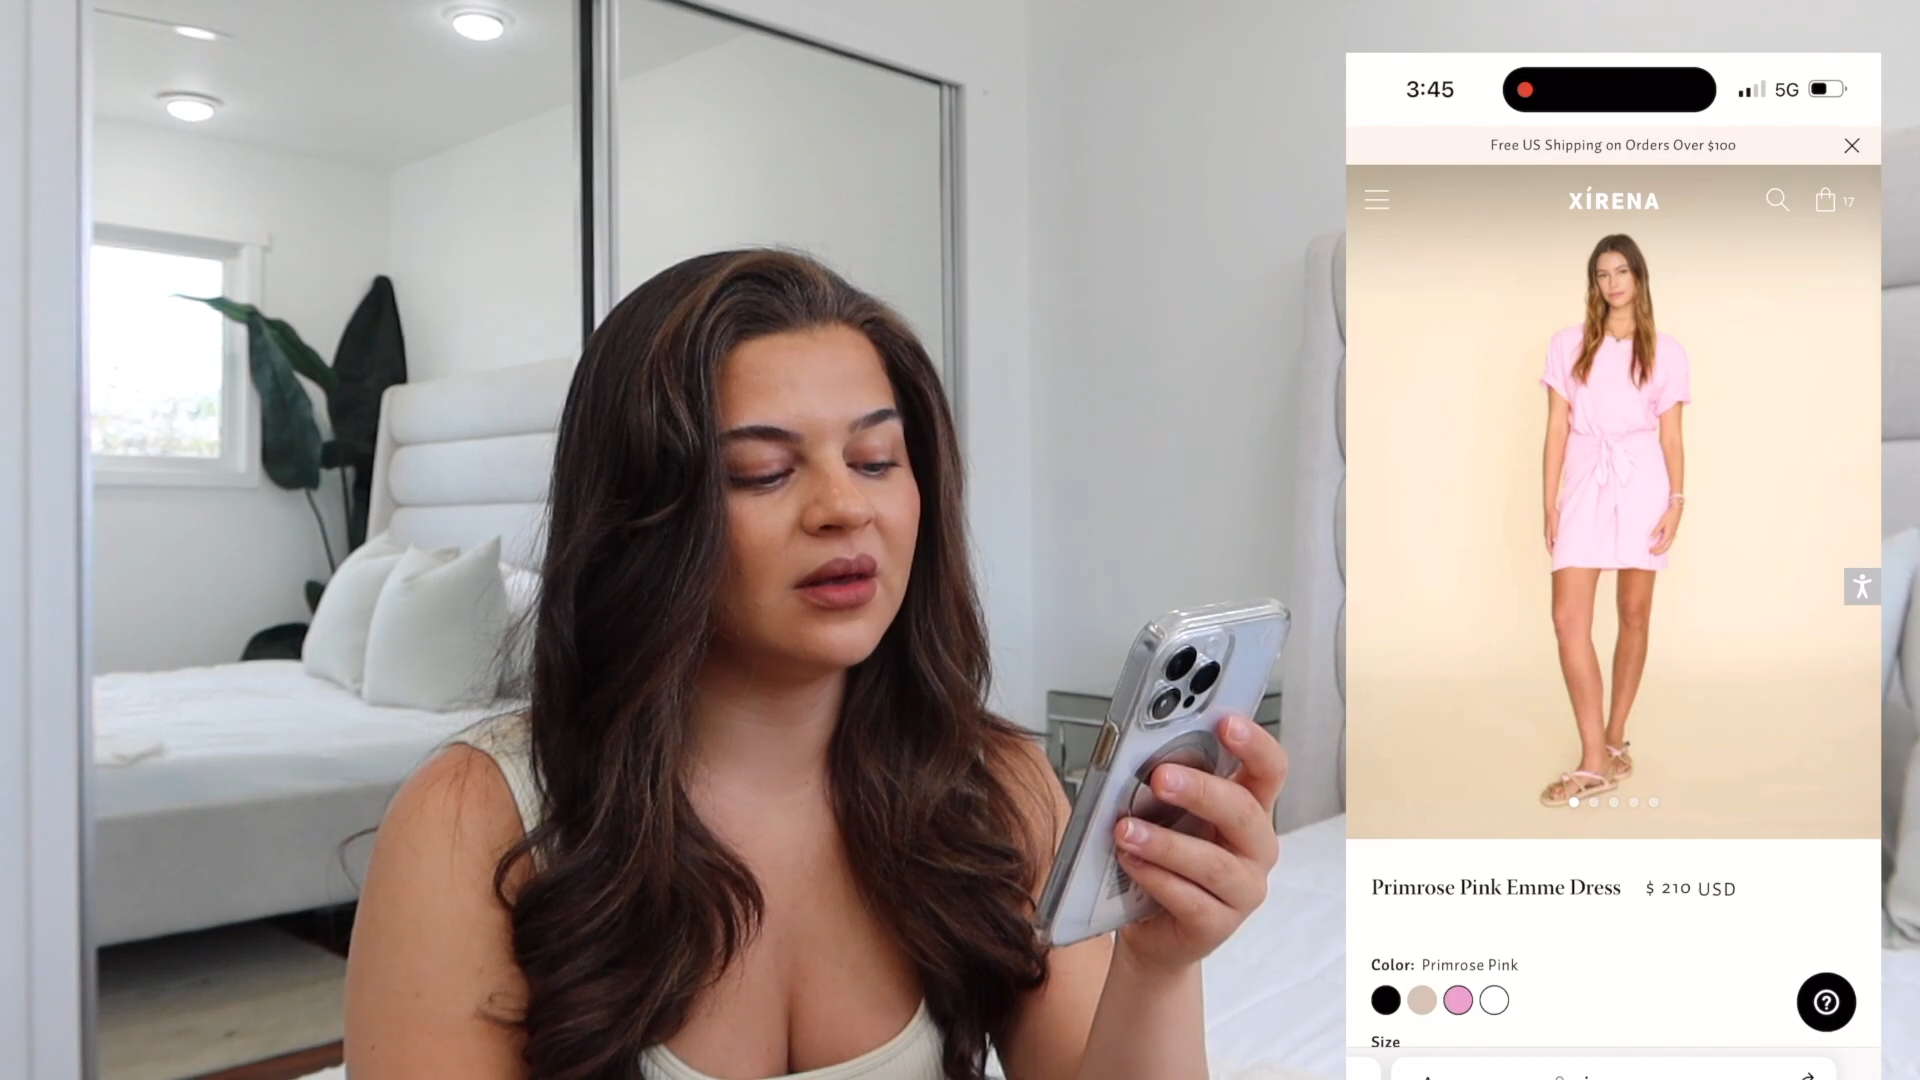 3:45
5G
Free US Shipping on Orders Over $100
XÍRENA
17
Primrose Pink Emme Dress $ 210 USD
Color: Primrose Pink
Size